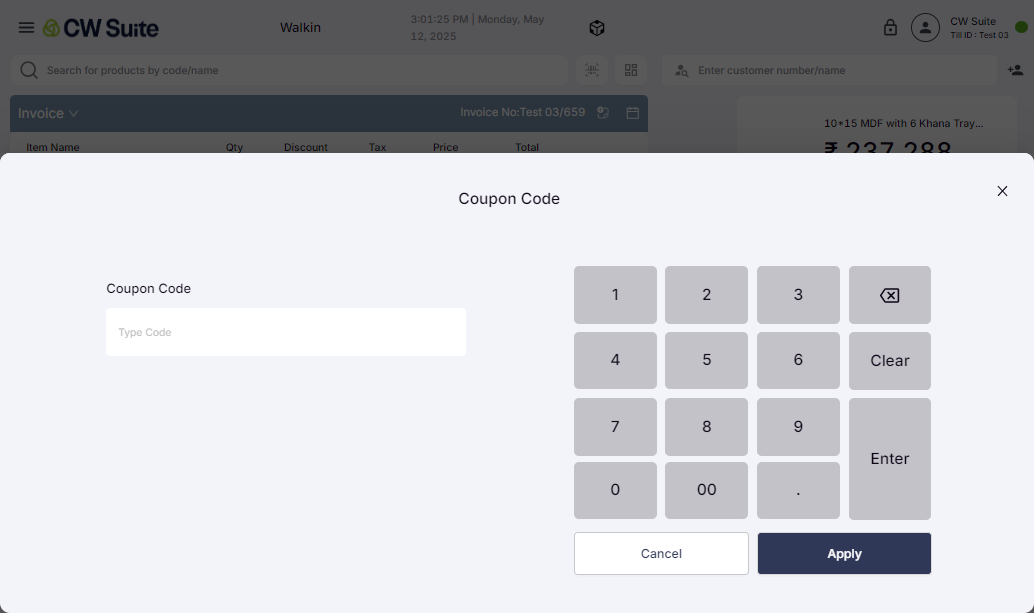 CW Suite
Walkin
3:01:25 PM | Monday, May
12, 2025
CW Suite
Till ID : Test 03
Search for products by code/name
Enter customer number/name
Invoice
Invoice No:Test 03/659
10*15 MDF with 6 Khana Tray...
Item Name Qty Discount Tax Price Total
₹ 237,288
Coupon Code
Coupon Code
Type Code
1 2 3
4 5 6 Clear
7 8 9
Enter
0 00 .
Cancel Apply